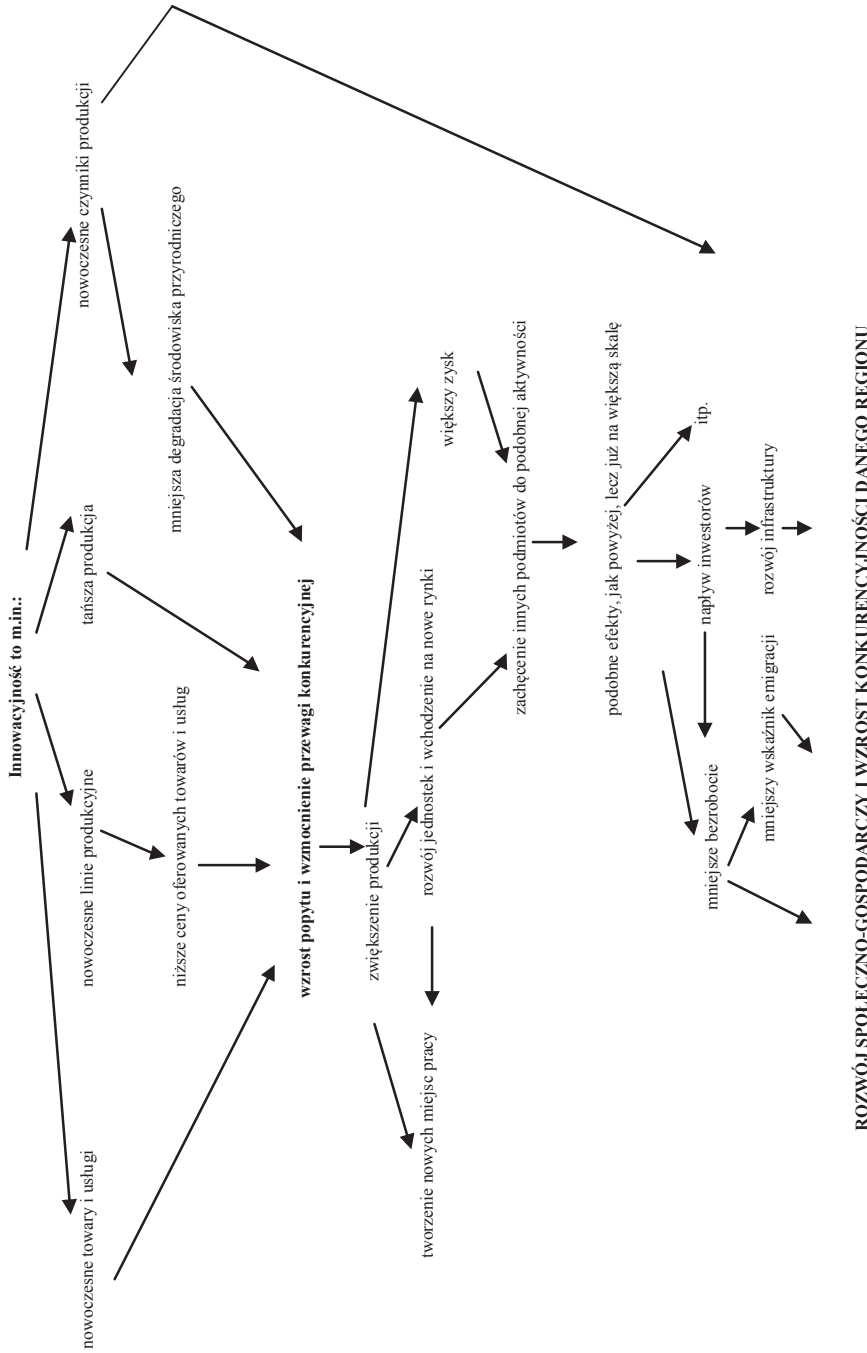 Innowacyjność to m.in.:
nowoczesne towary i usługi
nowoczesne linie produkcyjne
tańsza produkcja
nowoczesne czynniki produkcji
niższe ceny oferowanych towarów i usług
mniejsza degradacja środowiska przyrodniczego
wzrost popytu i wzmocnienie przewagi konkurencyjnej
zwiększenie produkcji
tworzenie nowych miejsc pracy
rozwój jednostek i wchodzenie na nowe rynki
większy zysk
zachęcenie innych podmiotów do podobnej aktywności
podobne efekty, jak powyżej, lecz już na większą skalę
mniejsze bezrobocie
napływ inwestorów
itp.
mniejszy wskaźnik emigracji
rozwój infrastruktury
ROZWÓJ SPOŁECZNO-GOSPODARCZY I WZROST KONKURENCYJNOŚCI DANEGO REGIONU